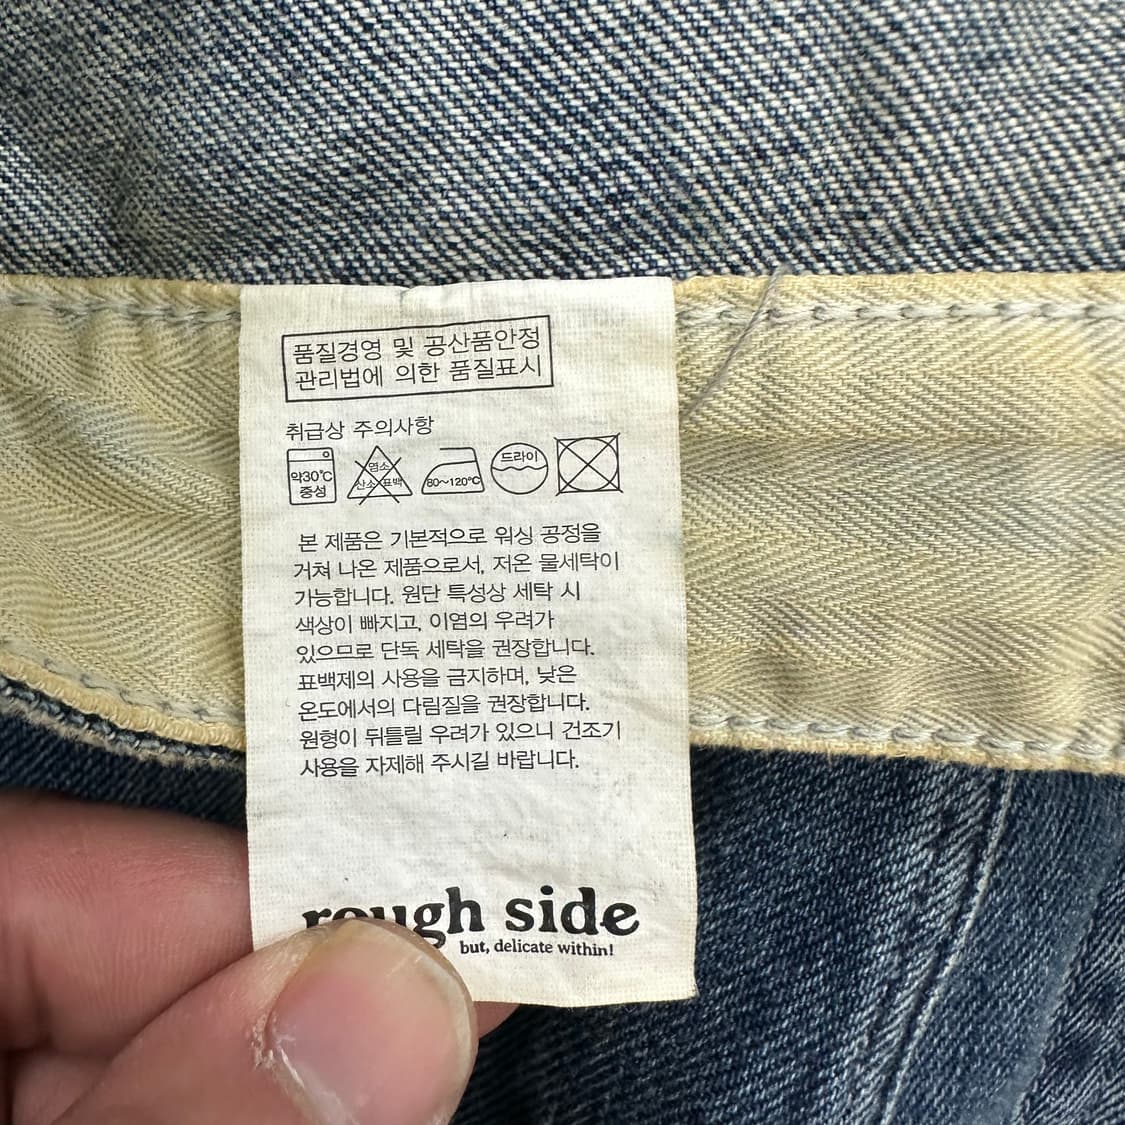 품질경영 및 공산품안정
관리법에 의한 품질표시
취급상 주의사항
약30℃
중성
염소
산소 표백
80~120℃
드라이
본 제품은 기본적으로 워싱 공정을
거쳐 나온 제품으로서, 저온 물세탁이
가능합니다. 원단 특성상 세탁 시
색상이 빠지고, 이염의 우려가
있으므로 단독 세탁을 권장합니다.
표백제의 사용을 금지하며, 낮은
온도에서의 다림질을 권장합니다.
원형이 뒤틀릴 우려가 있으니 건조기
사용을 자제해 주시길 바랍니다.
rough side
but, delicate within!